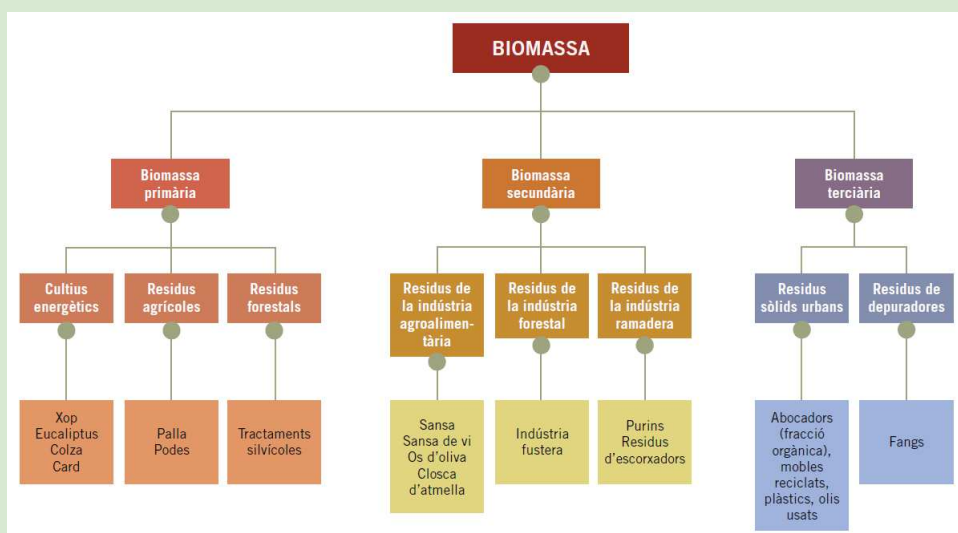 BIOMASSA
Biomassa
primària
Biomassa
secundària
Biomassa
terciària
Cultius
energètics
Residus
agrícoles
Residus
forestals
Residus de
la indústria
agroalimen-
tària
Residus de
la indústria
forestal
Residus de
la indústria
ramadera
Residus
sòlids urbans
Residus de
depuradores
Xop
Eucaliptus
Colza
Card
Palla
Podes
Tractaments
silvícoles
Sansa
Sansa de vi
Os d'oliva
Closca
d'atmella
Indústria
fustera
Purins
Residus
d'escorxadors
Abocadors
(fracció
orgànica),
mobles
reciclats,
plàstics, olis
usats
Fangs